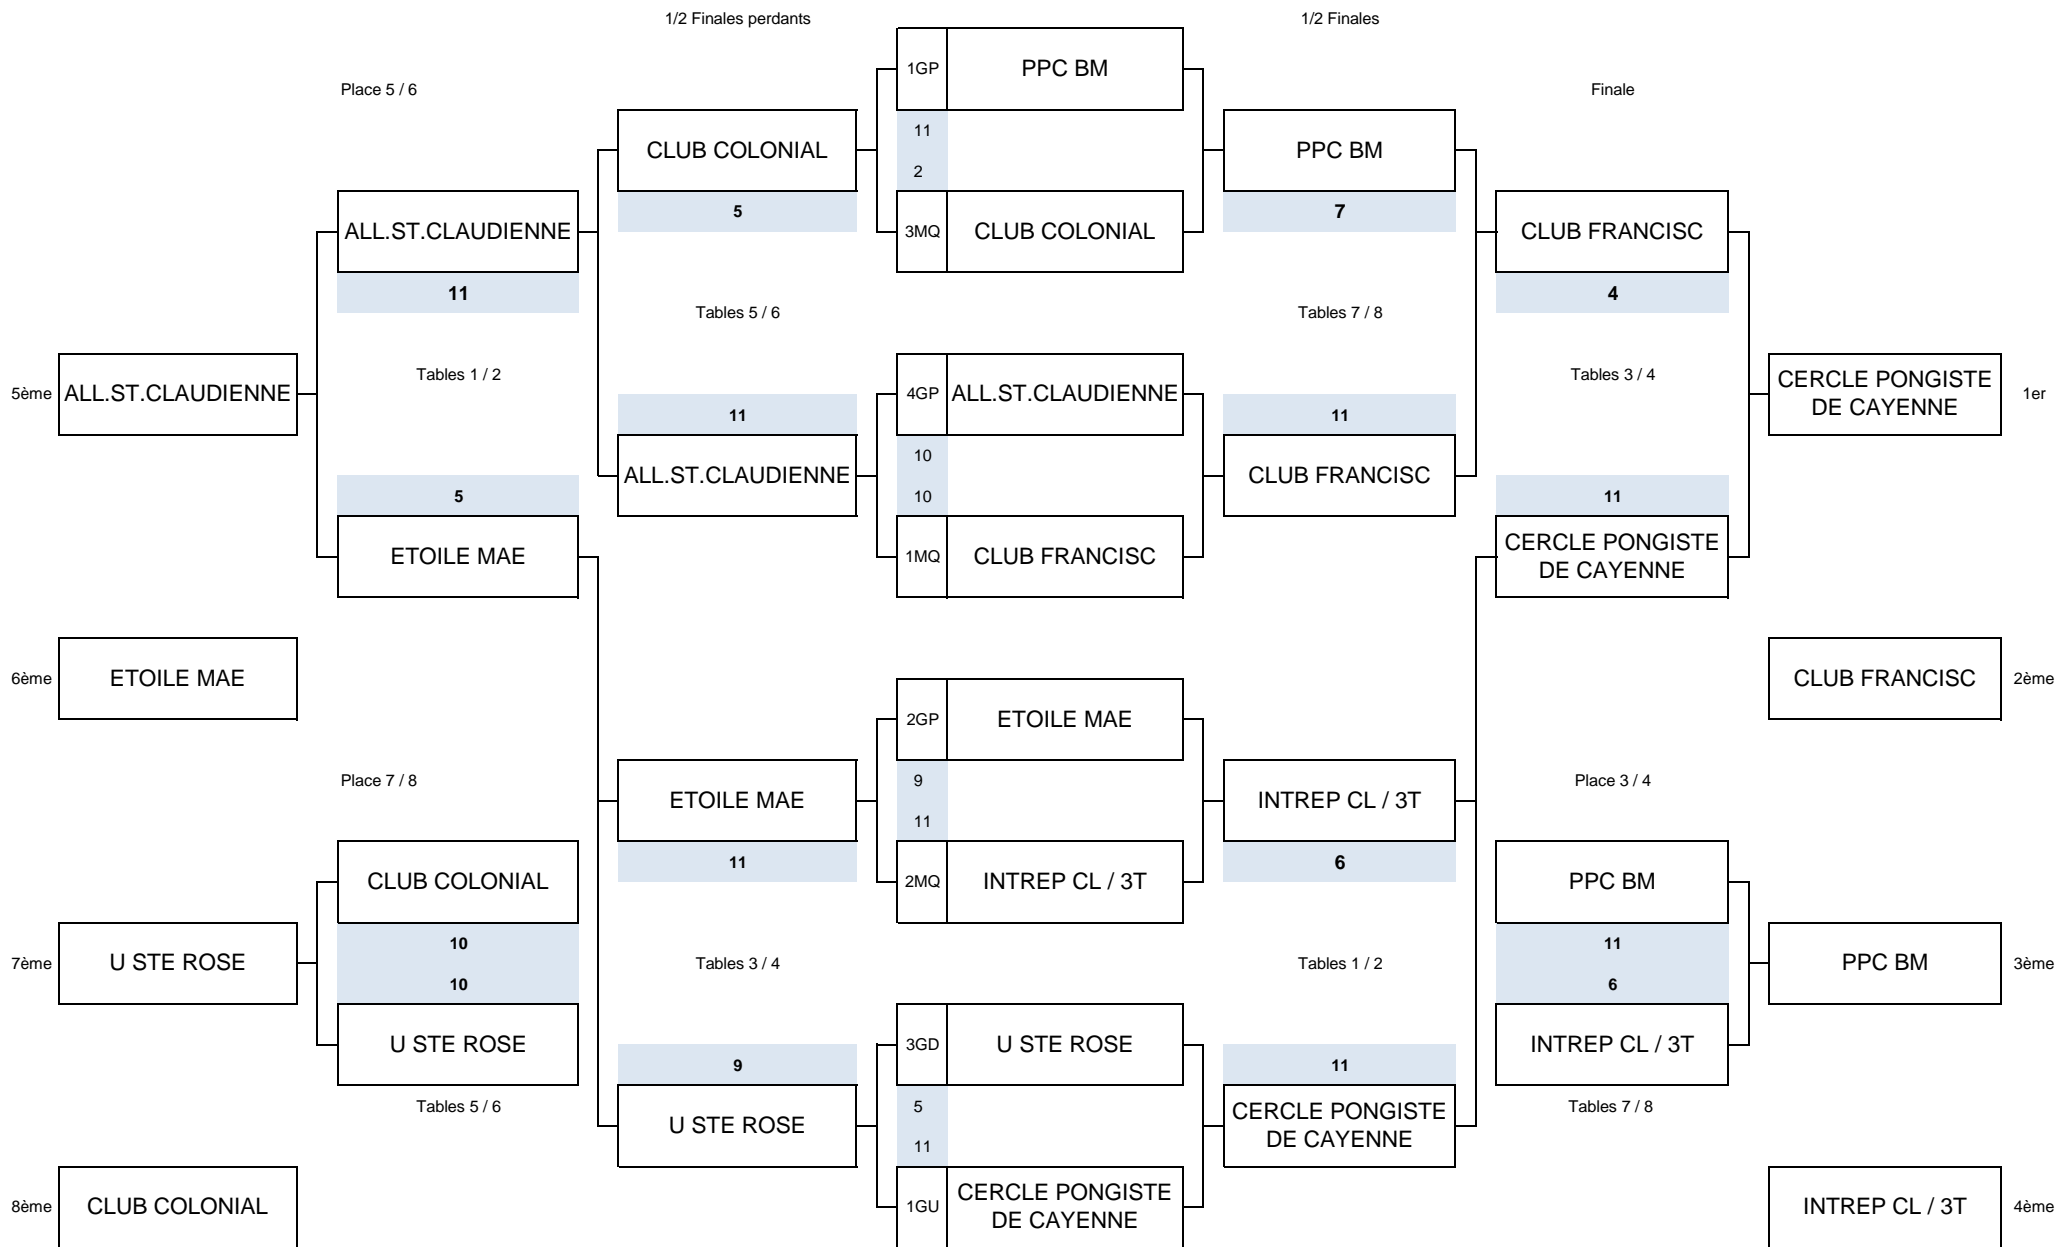 1/2 Finales perdants
1/2 Finales
1GP
PPC BM
Place 5 / 6
Finale
CLUB COLONIAL
11
PPC BM
2
5
7
ALL.ST.CLAUDIENNE
3MQ
CLUB COLONIAL
CLUB FRANCISC
11
4
Tables 5 / 6
Tables 7 / 8
Tables 1 / 2
Tables 3 / 4
5ème
ALL.ST.CLAUDIENNE
4GP
ALL.ST.CLAUDIENNE
CERCLE PONGISTE
DE CAYENNE
1er
11
11
10
ALL.ST.CLAUDIENNE
CLUB FRANCISC
5
10
11
ETOILE MAE
1MQ
CLUB FRANCISC
CERCLE PONGISTE
DE CAYENNE
6ème
ETOILE MAE
CLUB FRANCISC
2ème
2GP
ETOILE MAE
Place 7 / 8
9
Place 3 / 4
ETOILE MAE
INTREP CL / 3T
11
11
6
CLUB COLONIAL
2MQ
INTREP CL / 3T
PPC BM
10
11
7ème
U STE ROSE
Tables 3 / 4
Tables 1 / 2
PPC BM
3ème
10
6
U STE ROSE
3GD
U STE ROSE
INTREP CL / 3T
9
11
Tables 5 / 6
5
Tables 7 / 8
U STE ROSE
CERCLE PONGISTE
DE CAYENNE
11
8ème
CLUB COLONIAL
1GU
CERCLE PONGISTE
DE CAYENNE
INTREP CL / 3T
4ème